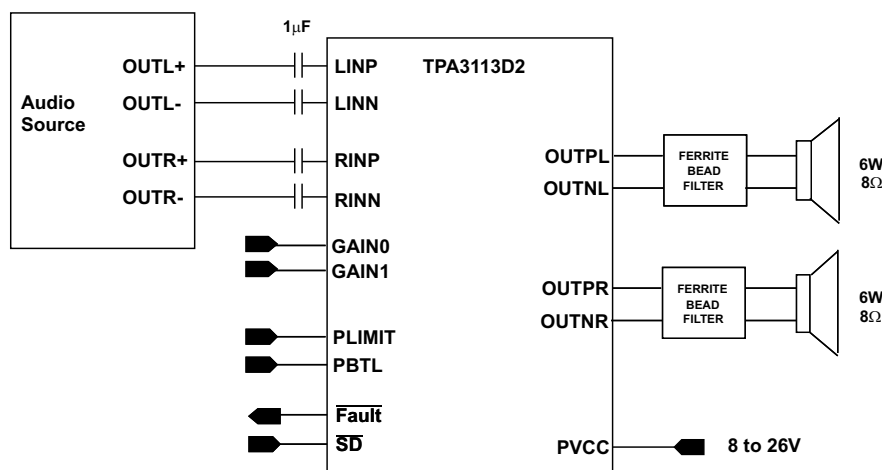 1μF
TPA3113D2
Audio
Source
OUTL+
LINP
OUTL-
LINN
OUTR+
RINP
OUTR-
RINN
GAIN0
GAIN1
PLIMIT
PBTL
Fault
SD
OUTPL
OUTNL
FERRITE
BEAD
FILTER
6W
8Ω
OUTPR
OUTNR
FERRITE
BEAD
FILTER
6W
8Ω
PVCC
8 to 26V